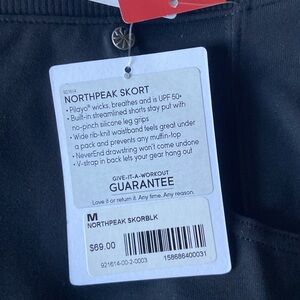 921614
NORTHPEAK SKORT
• Pilayo® wicks, breathes and is UPF 50+
• Built-in streamlined shorts stay put with
no-pinch silicone leg grips
• Wide rib-knit waistband feels great under
a pack and prevents any muffin-top
• NeverEnd drawstring won't come undone
• V-strap in back lets your gear hang out
GIVE-IT-A-WORKOUT
GUARANTEE
Love it or return it. Any time. Any reason.
M
NORTHPEAK SKORBLK
$69.00
921614-00-2-0003
158686400031